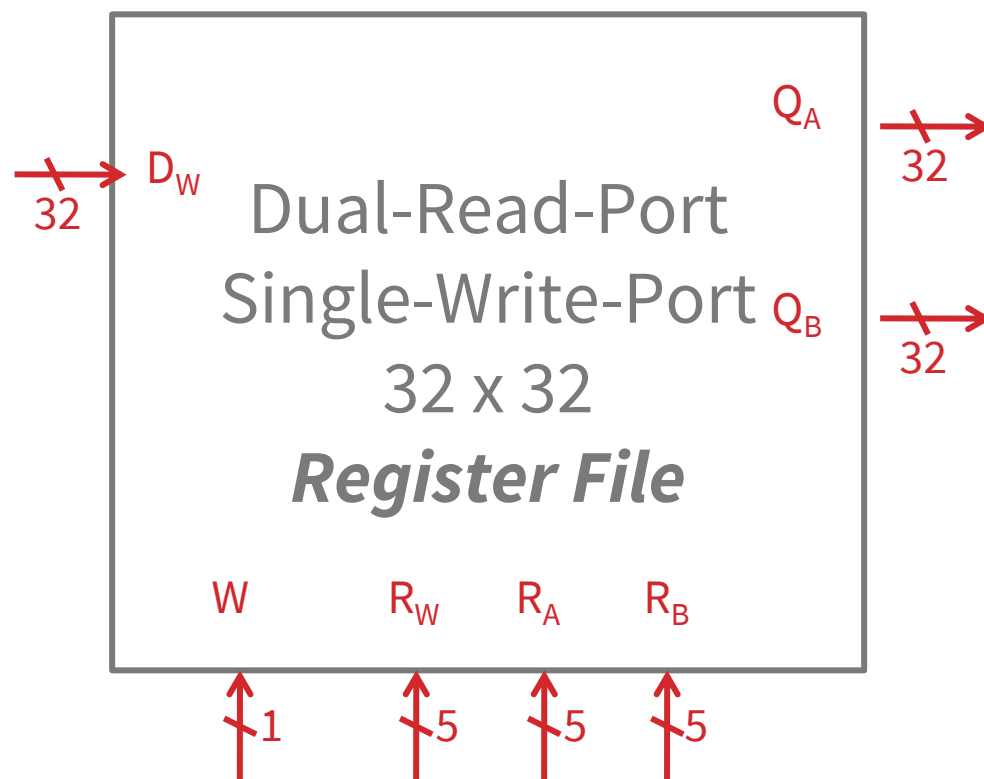 Q_A
32
D_W
32
Dual-Read-Port
Single-Write-Port
Q_B
32
32 x 32
Register File
W R_W R_A R_B
1 5 5 5